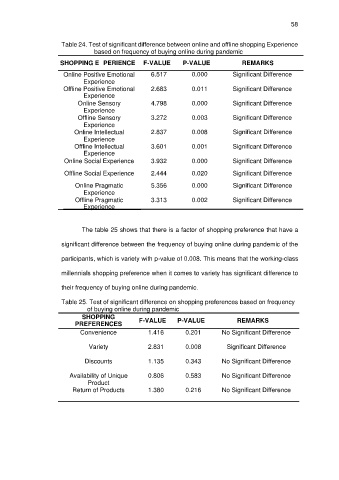 58
Table 24. Test of significant difference between online and offline shopping Experience
based on frequency of buying online during pandemic
SHOPPING E PERIENCE F-VALUE P-VALUE REMARKS
Online Positive Emotional Experience 6.517 0.000 Significant Difference
Offline Positive Emotional Experience 2.683 0.011 Significant Difference
Online Sensory Experience 4.798 0.000 Significant Difference
Offline Sensory Experience 3.272 0.003 Significant Difference
Online Intellectual Experience 2.837 0.008 Significant Difference
Offline Intellectual Experience 3.601 0.001 Significant Difference
Online Social Experience 3.932 0.000 Significant Difference
Offline Social Experience 2.444 0.020 Significant Difference
Online Pragmatic Experience 5.356 0.000 Significant Difference
Offline Pragmatic Experience 3.313 0.002 Significant Difference
The table 25 shows that there is a factor of shopping preference that have a
significant difference between the frequency of buying online during pandemic of the
participants, which is variety with p-value of 0.008. This means that the working-class
millennials shopping preference when it comes to variety has significant difference to
their frequency of buying online during pandemic.
Table 25. Test of significant difference on shopping preferences based on frequency
of buying online during pandemic
SHOPPING PREFERENCES F-VALUE P-VALUE REMARKS
Convenience 1.416 0.201 No Significant Difference
Variety 2.831 0.008 Significant Difference
Discounts 1.135 0.343 No Significant Difference
Availability of Unique Product 0.806 0.583 No Significant Difference
Return of Products 1.380 0.216 No Significant Difference